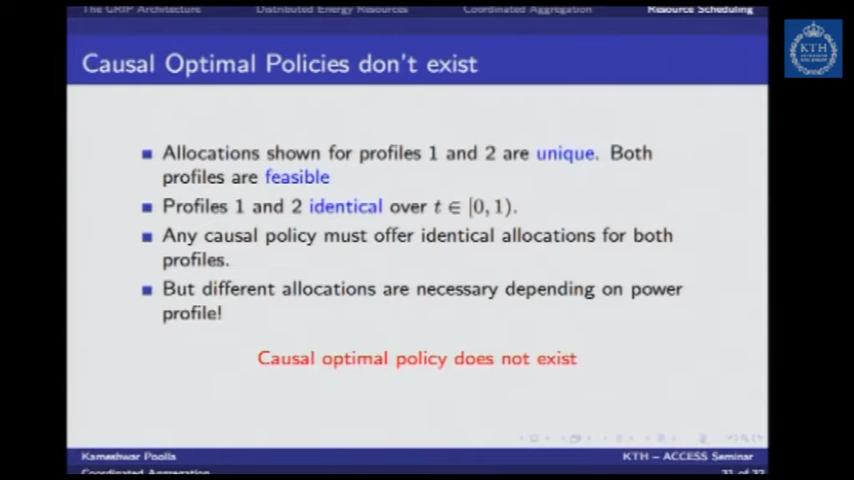 The GRIP Architecture Distributed Energy Resources Coordinated Aggregation Resource Scheduling
KTH
Causal Optimal Policies don't exist
Allocations shown for profiles 1 and 2 are unique. Both
profiles are feasible
Profiles 1 and 2 identical over t ∈ [0, 1).
Any causal policy must offer identical allocations for both
profiles.
But different allocations are necessary depending on power
profile!
Causal optimal policy does not exist
Kameshwar Poolla KTH – ACCESS Seminar
Coordinated Aggregation